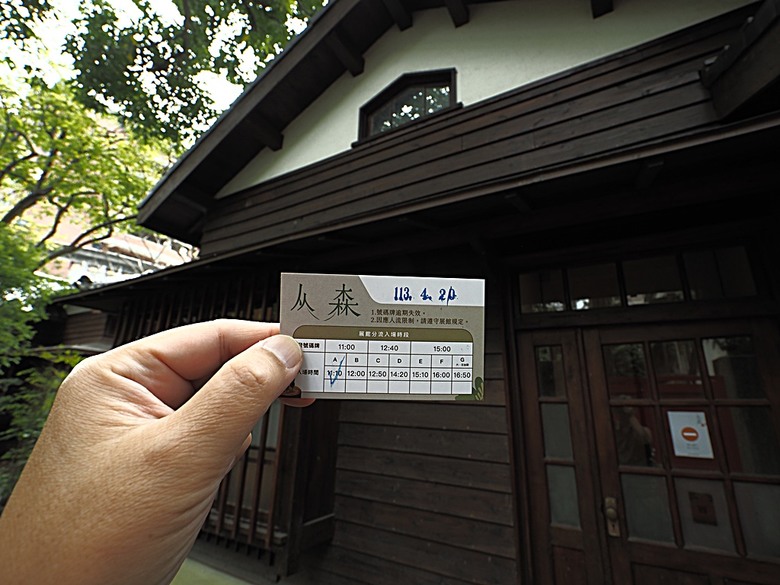 从森
113. 4. 20
1.號碼牌逾期失效。
2.因應人流限制，請遵守展館規定。
展館分流入場時段
號碼牌 11:00 12:40 15:00
A B C D E F G
入場時間 11:10 12:00 12:50 14:20 15:10 16:00 16:50